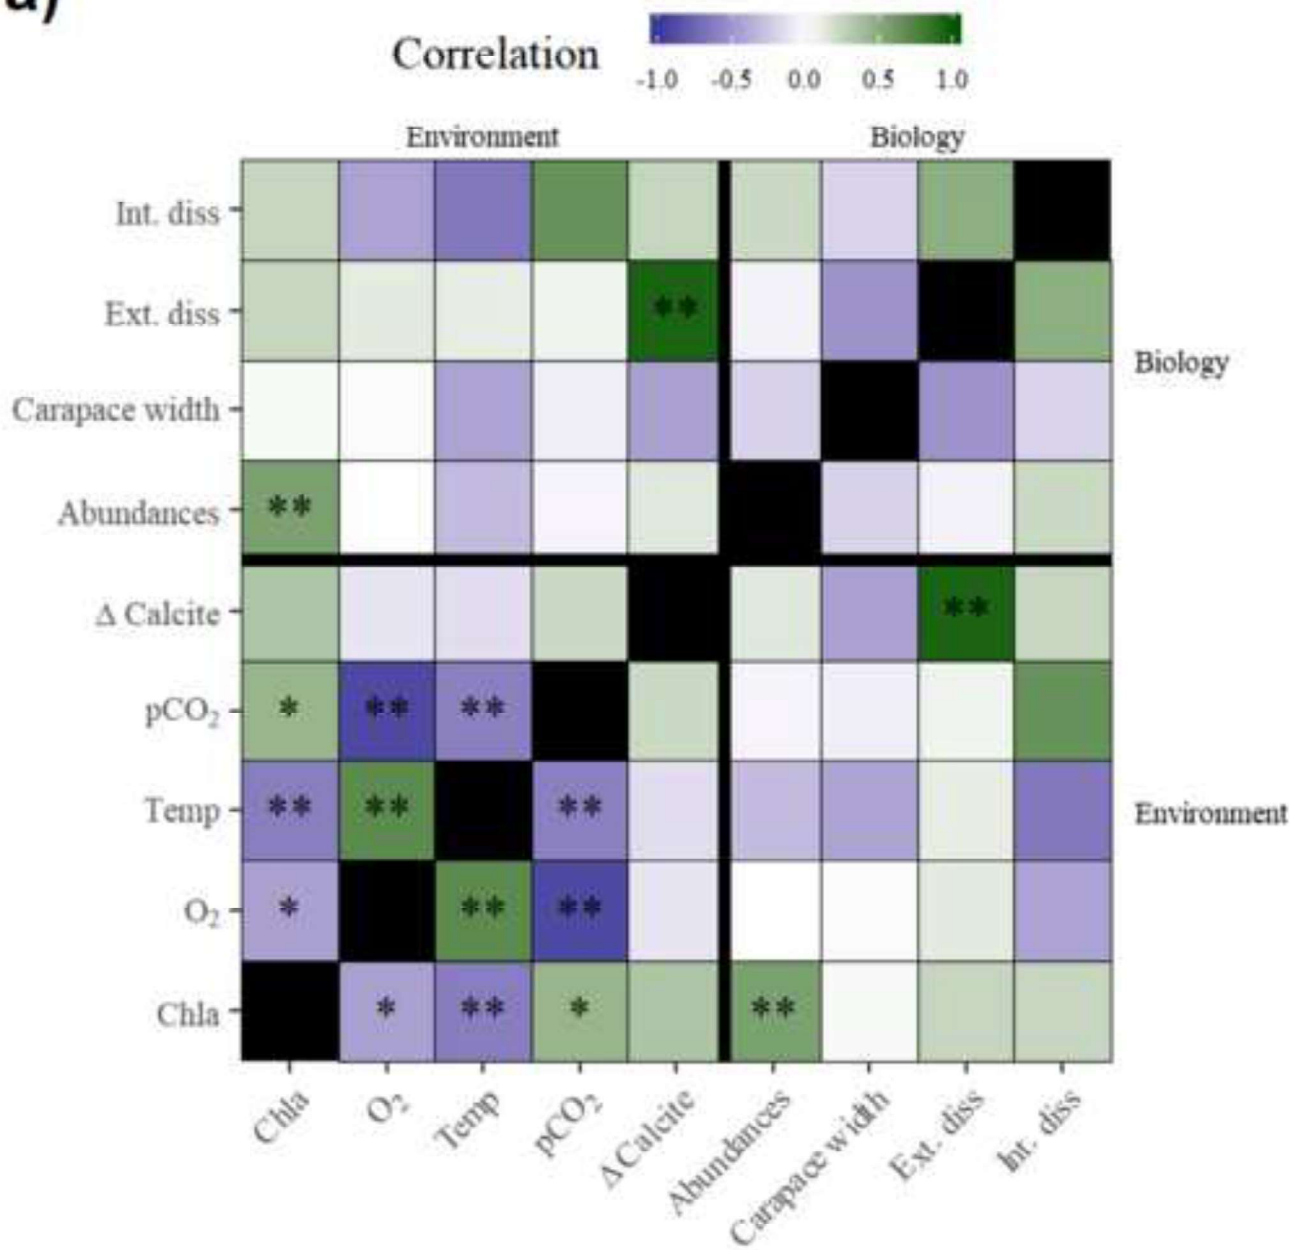 a)
Correlation
-1.0 -0.5 0.0 0.5 1.0
Environment Biology
Int. diss
Ext. diss **
Carapace width
Biology
Abundances **
Δ Calcite **
pCO₂ * ** **
Temp ** ** **
Environment
O₂ * ** **
Chla * ** * **
Chla O₂ Temp pCO₂ Δ Calcite Abundances Carapace width Ext. diss Int. diss